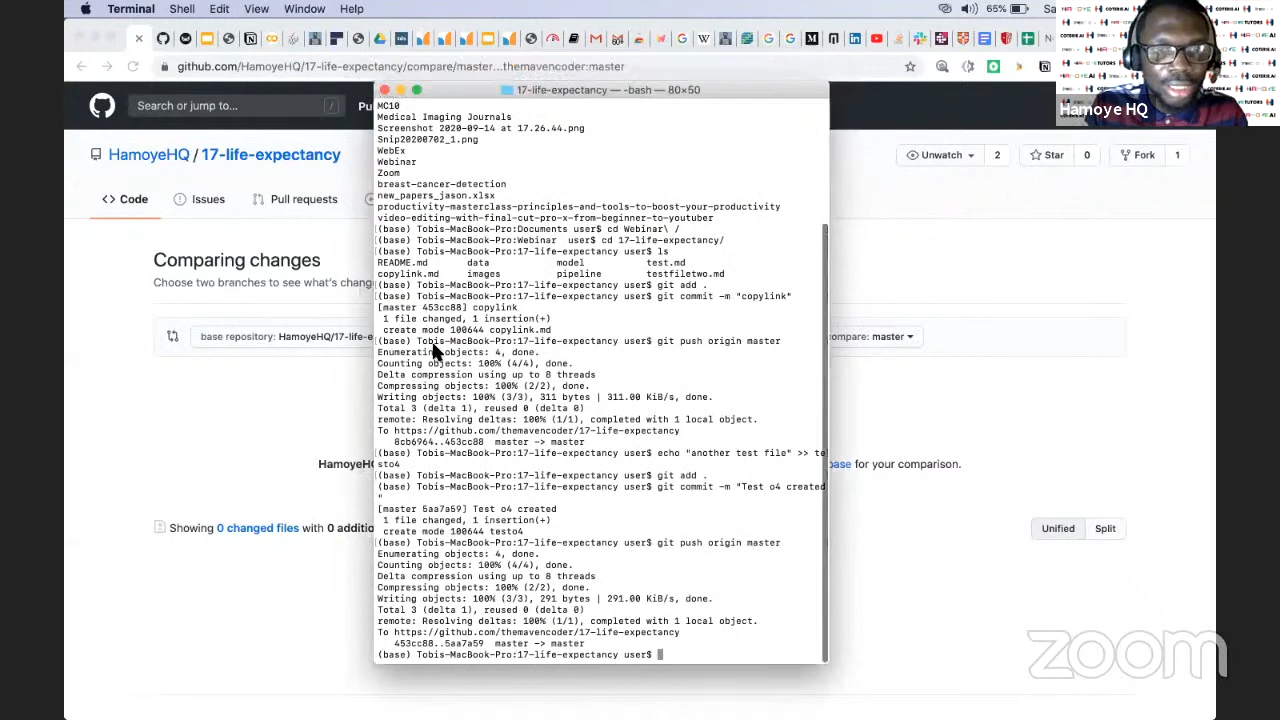 Terminal Shell Edit View Window Help
65%
github.com/HamoyeHQ/17-life-exp
themavencoder:master
Search or jump to...
/
Pu
ctancy — -bash — 80×50
Hamoye HQ
HamoyeHQ / 17-life-expectancy
Unwatch 2
Star 0
Fork 1
Code
Issues
Pull requests
Comparing changes
Choose two branches to see what's chang
base repository: HamoyeHQ/17-life-e
compare: master
HamoyeH
base for your comparison.
Showing 0 changed files with 0 additio
Unified
Split
MC10
Screenshot 2020-09-14 at 17.26.44.png
Snip20200702_1.png
WebEx
Webinar
Zoom
breast-cancer-detection
new_papers_jason.xlsx
productivity-masterclass-principles-and-tools-to-boost-your-productivity
video-editing-with-final-cut-pro-x-from-beginner-to-youtuber
(base) Tobis-MacBook-Pro:Documents user$ cd Webinar\ /
(base) Tobis-MacBook-Pro:Webinar user$ cd 17-life-expectancy/
(base) Tobis-MacBook-Pro:17-life-expectancy user$ ls
README.md data model test.md
copylink.md images pipeline testfiletwo.md
(base) Tobis-MacBook-Pro:17-life-expectancy user$ git add .
(base) Tobis-MacBook-Pro:17-life-expectancy user$ git commit -m "copylink"
[master 453cc88] copylink
1 file changed, 1 insertion(+)
create mode 100644 copylink.md
(base) Tobis-MacBook-Pro:17-life-expectancy user$ git push origin master
Enumerating objects: 4, done.
Counting objects: 100% (4/4), done.
Delta compression using up to 8 threads
Compressing objects: 100% (2/2), done.
Writing objects: 100% (3/3), 311 bytes | 311.00 KiB/s, done.
Total 3 (delta 1), reused 0 (delta 0)
remote: Resolving deltas: 100% (1/1), completed with 1 local object.
To https://github.com/themavencoder/17-life-expectancy
8cb6964..453cc88 master -> master
(base) Tobis-MacBook-Pro:17-life-expectancy user$ echo "another test file" >> te
sto4
(base) Tobis-MacBook-Pro:17-life-expectancy user$ git add .
(base) Tobis-MacBook-Pro:17-life-expectancy user$ git commit -m "Test o4 created
"
[master 5aa7a59] Test o4 created
1 file changed, 1 insertion(+)
create mode 100644 testo4
(base) Tobis-MacBook-Pro:17-life-expectancy user$ git push origin master
Enumerating objects: 4, done.
Counting objects: 100% (4/4), done.
Delta compression using up to 8 threads
Compressing objects: 100% (2/2), done.
Writing objects: 100% (3/3), 291 bytes | 291.00 KiB/s, done.
Total 3 (delta 1), reused 0 (delta 0)
remote: Resolving deltas: 100% (1/1), completed with 1 local object.
To https://github.com/themavencoder/17-life-expectancy
453cc88..5aa7a59 master -> master
(base) Tobis-MacBook-Pro:17-life-expectancy user$
zoom